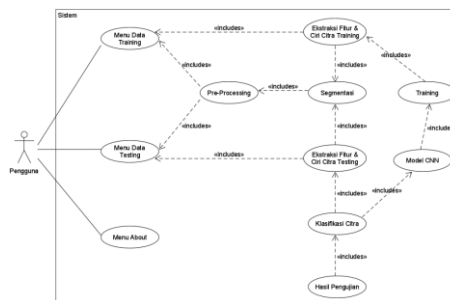 Sistem
Menu Data
Training
«includes»
Ekstraksi Fitur &
Ciri Citra Training
«includes»
«includes»
«includes»
Pre-Processing
«includes»
Segmentasi
Training
«includes»
«includes»
«include
Pengguna
Menu Data
Testing
«includes»
Ekstraksi Fitur &
Ciri Citra Testing
Model CNN
«includes»
«includes»
Menu About
Klasifikasi Citra
«includes»
Hasil Pengujian